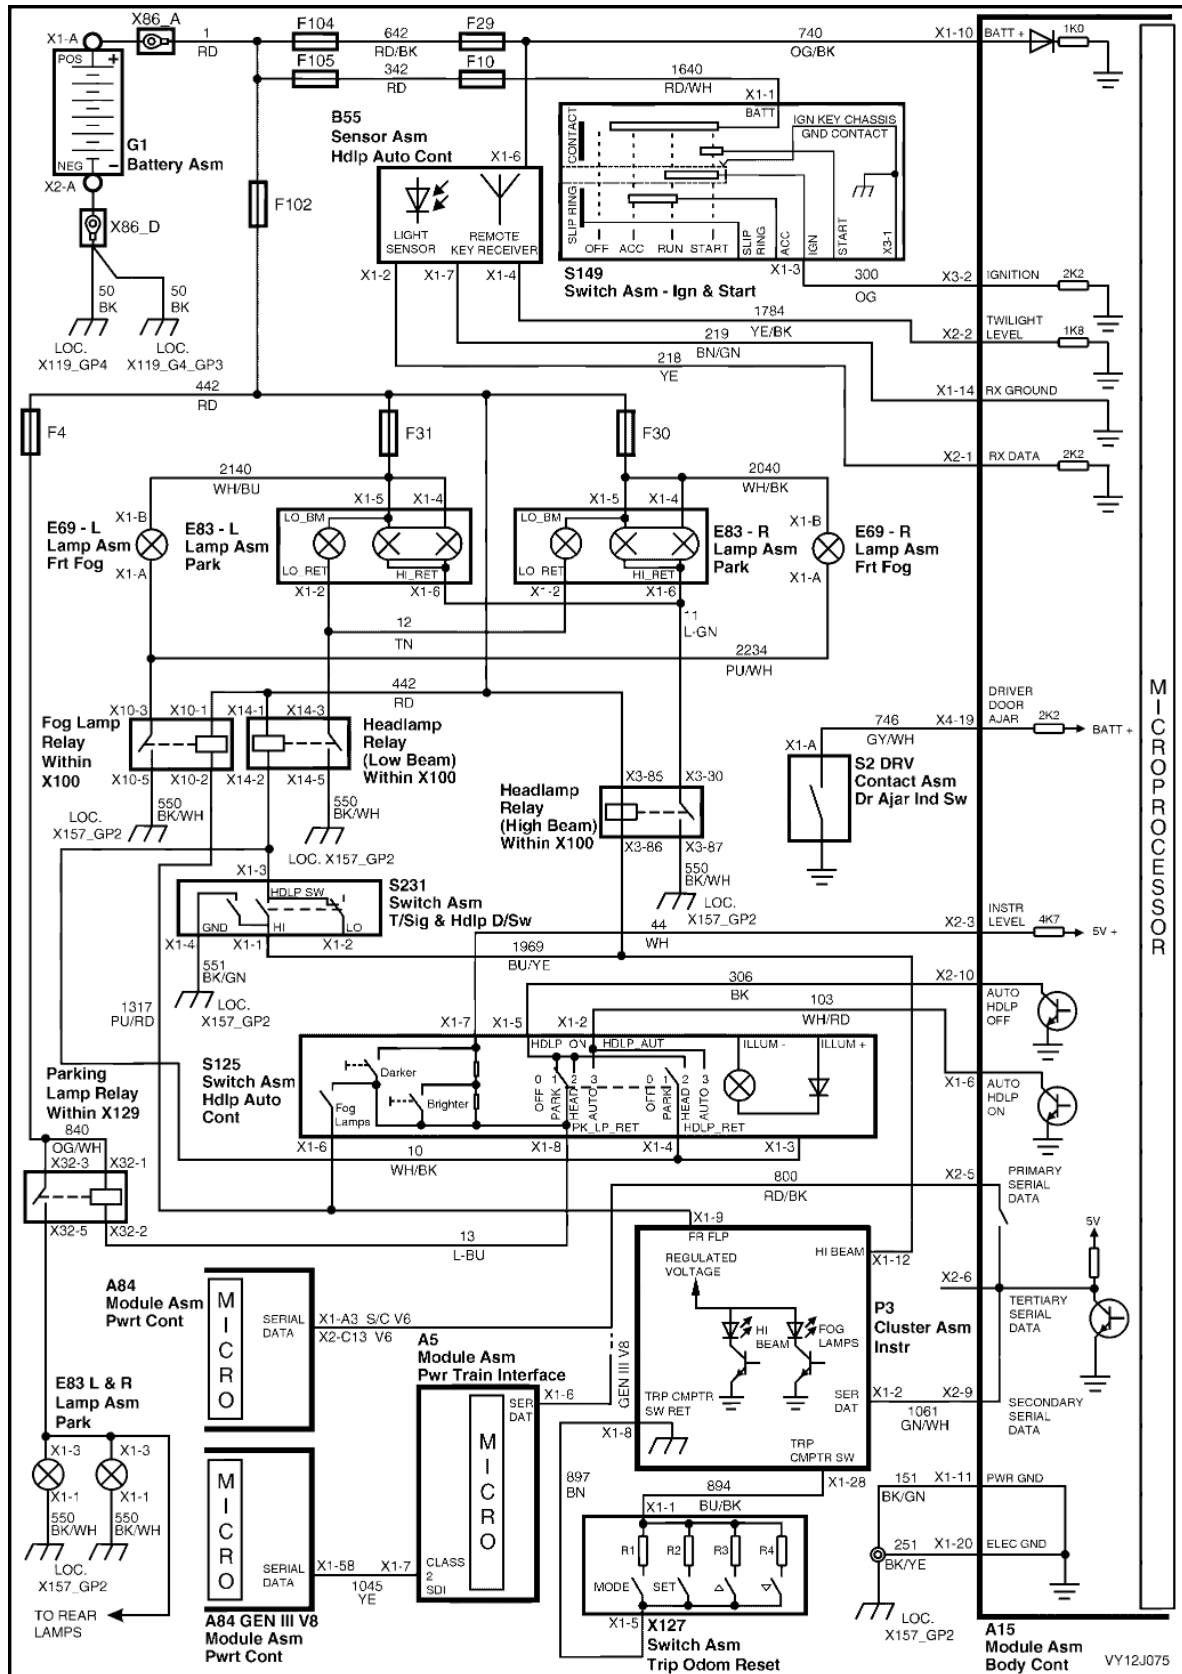 X86_A
X1-A
1
RD
F104
642
RD/BK
F29
740
OG/BK
X1-10
BATT +
1K0
F105
342
RD
F10
1640
RD/WH
POS
+
NEG
−
G1
Battery Asm
X2-A
X86_D
F102
50
BK
50
BK
LOC.
X119_GP4
LOC.
X119_G4_GP3
B55
Sensor Asm
Hdlp Auto Cont
X1-6
LIGHT
SENSOR
REMOTE
KEY RECEIVER
X1-2
X1-7
X1-4
X1-1
BATT
CONTACT
SLIP RING
IGN KEY CHASSIS
GND CONTACT
OFF
ACC
RUN
START
SLIP
RING
ACC
IGN
START
X3-1
X1-3
S149
Switch Asm - Ign & Start
300
OG
X3-2
IGNITION
2K2
1784
YE/BK
X2-2
TWILIGHT
LEVEL
1K8
219
BN/GN
X1-14
RX GROUND
218
YE
X2-1
RX DATA
2K2
442
RD
F4
F31
F30
2140
WH/BU
2040
WH/BK
X1-5
X1-4
X1-5
X1-4
X1-B
E69 - L
Lamp Asm
Frt Fog
X1-A
E83 - L
Lamp Asm
Park
LO_BM
LO_RET
HI_RET
X1-2
X1-6
LO_BM
LO_RET
HI_RET
X1-2
X1-6
E83 - R
Lamp Asm
Park
X1-B
E69 - R
Lamp Asm
Frt Fog
X1-A
12
TN
11
L-GN
2234
PU/WH
442
RD
X10-3
X10-1
X14-1
X14-3
Fog Lamp
Relay
Within
X100
X10-5
X10-2
X14-2
X14-5
Headlamp
Relay
(Low Beam)
Within X100
550
BK/WH
LOC.
X157_GP2
550
BK/WH
LOC. X157_GP2
X3-85
X3-30
Headlamp
Relay
(High Beam)
Within X100
X3-86
X3-87
550
BK/WH
LOC.
X157_GP2
746
GY/WH
X4-19
DRIVER
DOOR
AJAR
2K2
BATT +
X1-A
S2 DRV
Contact Asm
Dr Ajar Ind Sw
MICROPROCESSOR
X1-3
HDLP SW
GND
HI
LO
X1-4
X1-1
X1-2
S231
Switch Asm
T/Sig & Hdlp D/Sw
551
BK/GN
LOC.
X157_GP2
44
WH
X2-3
INSTR
LEVEL
4K7
5V +
1969
BU/YE
306
BK
X2-10
AUTO
HDLP
OFF
103
WH/RD
X1-6
AUTO
HDLP
ON
1317
PU/RD
X1-7
X1-5
X1-2
S125
Switch Asm
Hdlp Auto
Cont
Darker
Brighter
Fog
Lamps
HDLP_ON
HDLP_AUT
0
1
2
3
OFF
PARK
HEAD
AUTO
0
1
2
3
OFF
PARK
HEAD
AUTO
PK_LP_RET
HDLP_RET
ILLUM -
ILLUM +
X1-6
X1-8
X1-4
X1-3
10
WH/BK
Parking
Lamp Relay
Within X129
840
OG/WH
X32-3
X32-1
X32-5
X32-2
13
L-BU
800
RD/BK
X2-5
PRIMARY
SERIAL
DATA
5V
X2-6
TERTIARY
SERIAL
DATA
X1-9
FR FLP
REGULATED
VOLTAGE
HI BEAM
X1-12
HI
BEAM
FOG
LAMPS
P3
Cluster Asm
Instr
TRP CMPTR
SW RET
X1-8
SER
DAT
X1-2
1061
GN/WH
X2-9
SECONDARY
SERIAL
DATA
TRP
CMPTR SW
X1-28
A84
Module Asm
Pwrt Cont
MICRO
SERIAL
DATA
X1-A3 S/C V6
X2-C13 V6
A5
Module Asm
Pwr Train Interface
SER
DAT
X1-6
GEN III V8
MICRO
CLASS
2
SDI
E83 L & R
Lamp Asm
Park
X1-3
X1-3
X1-1
X1-1
550
BK/WH
550
BK/WH
LOC.
X157_GP2
TO REAR
LAMPS
MICRO
SERIAL
DATA
X1-58
X1-7
1045
YE
A84 GEN III V8
Module Asm
Pwrt Cont
897
BN
894
BU/BK
X1-1
R1
R2
R3
R4
MODE
SET
X1-5
X127
Switch Asm
Trip Odom Reset
151
BK/GN
X1-11
PWR GND
251
BK/YE
X1-20
ELEC GND
LOC.
X157_GP2
A15
Module Asm
Body Cont
VY12J075